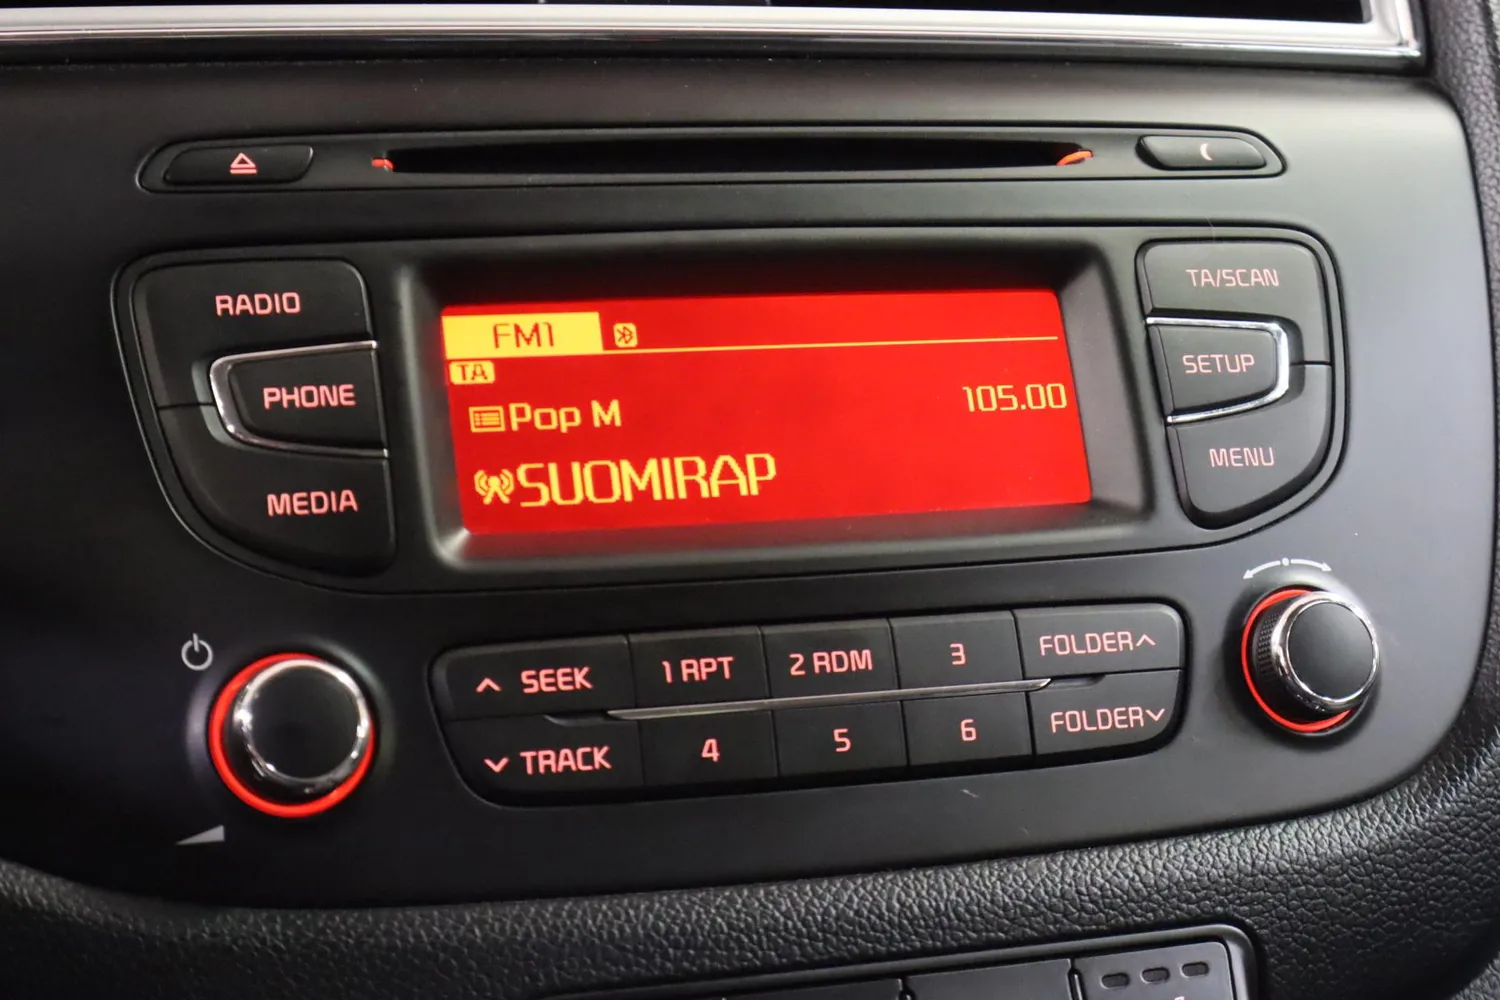 RADIO
PHONE
MEDIA
FM1
TA
Pop M
105.00
SUOMIRAP
TA/SCAN
SETUP
MENU
SEEK
1 RPT
2 RDM
3
FOLDER
TRACK
4
5
6
FOLDER